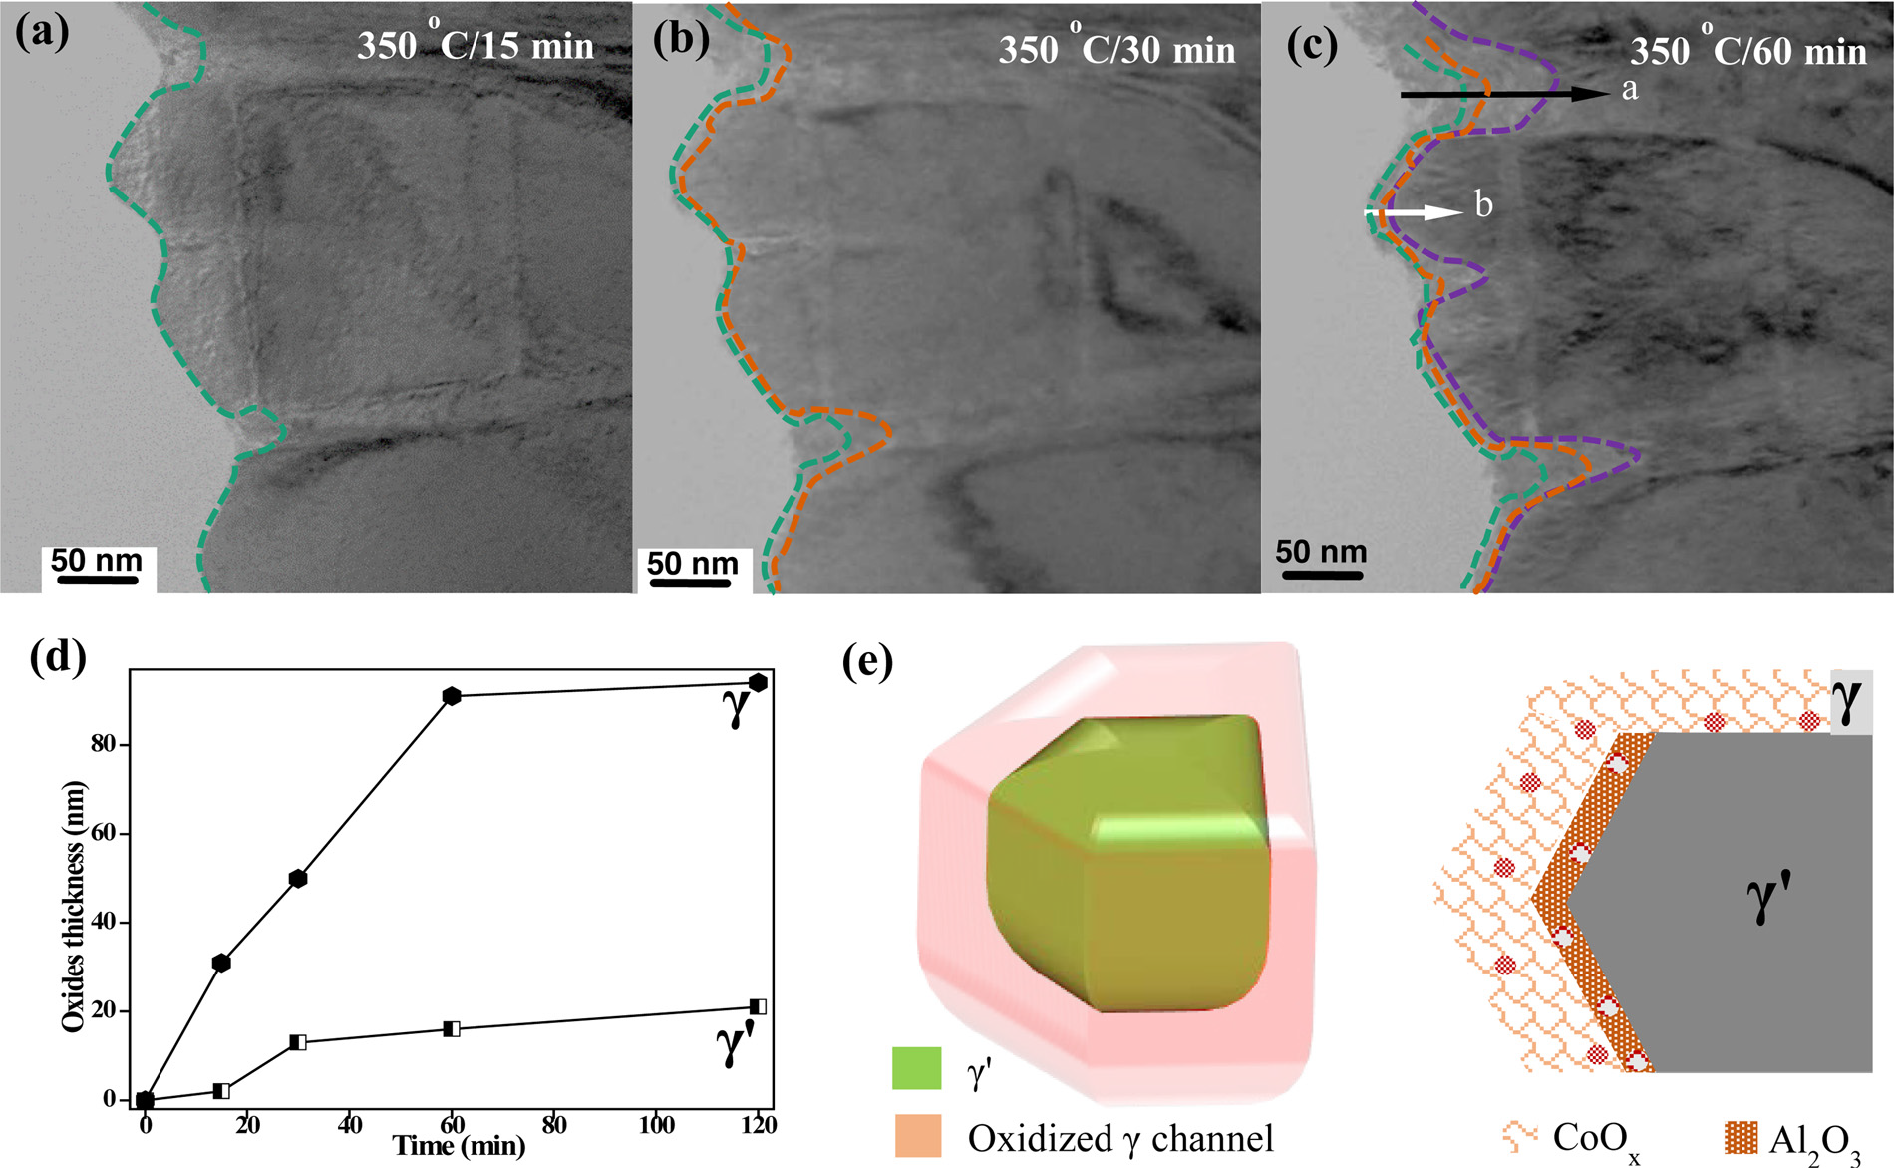 (a)
350 °C/15 min
50 nm
(b)
350 °C/30 min
50 nm
(c)
350 °C/60 min
a
b
50 nm
(d)
Oxides thickness (nm)
80
60
40
20
0
0 20 40 60 80 100 120
Time (min)
γ
γ'
(e)
γ'
Oxidized γ channel
γ
γ'
CoOₓ
Al₂O₃